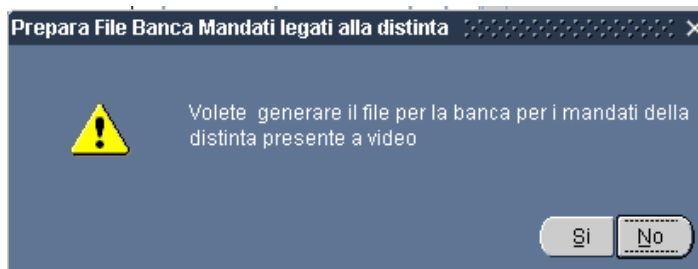 Prepara File Banca Mandati legati alla distinta
Volete generare il file per la banca per i mandati della
distinta presente a video
Si
No